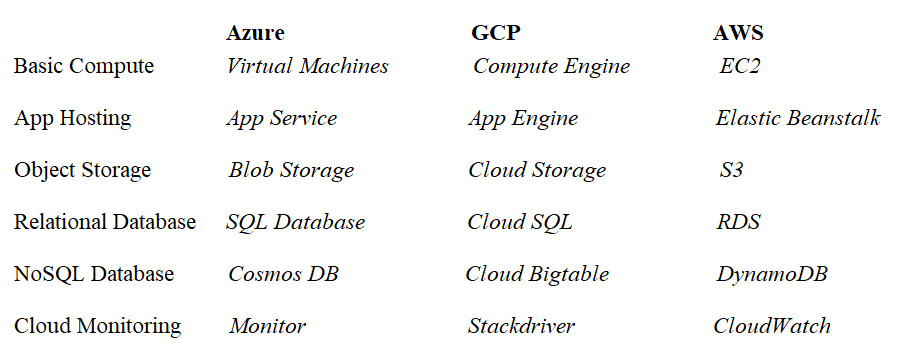 Azure GCP AWS
Basic Compute Virtual Machines Compute Engine EC2
App Hosting App Service App Engine Elastic Beanstalk
Object Storage Blob Storage Cloud Storage S3
Relational Database SQL Database Cloud SQL RDS
NoSQL Database Cosmos DB Cloud Bigtable DynamoDB
Cloud Monitoring Monitor Stackdriver CloudWatch